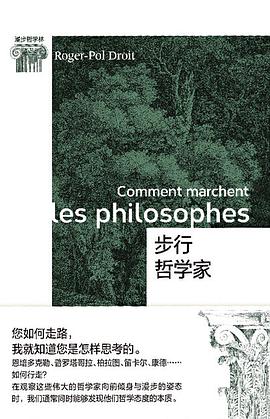 漫步哲学林
Roger-Pol Droit
Comment marchent
les philosophes
步行
哲学家
您如何走路，
我就知道您是怎样思考的。
恩培多克勒、普罗塔哥拉、柏拉图、笛卡尔、康德……
如何行走？
在观察这些伟大的哲学家向前倾身与漫步的姿态
时，我们通常同时能够发现他们哲学态度的本质。